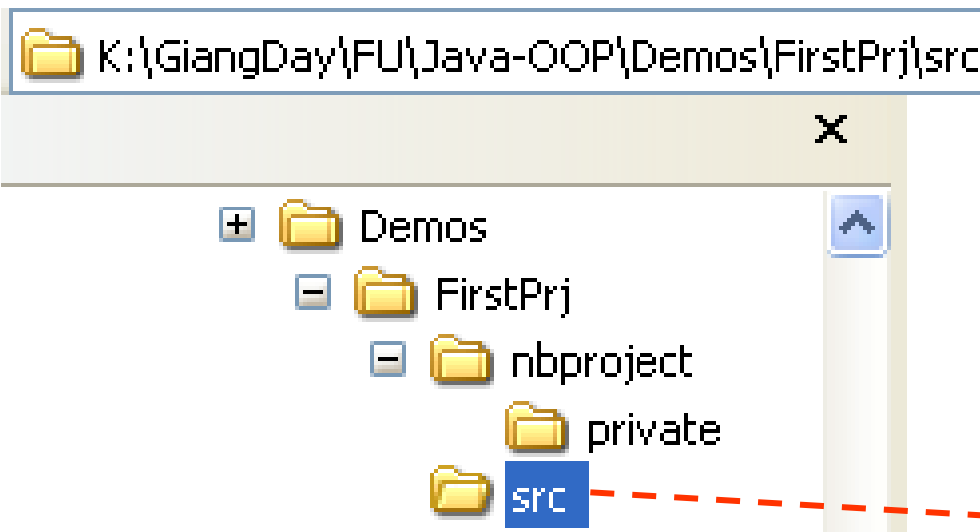 K:\GiangDay\FU\Java-OOP\Demos\FirstPrj\src
Demos
FirstPrj
nbproject
private
src